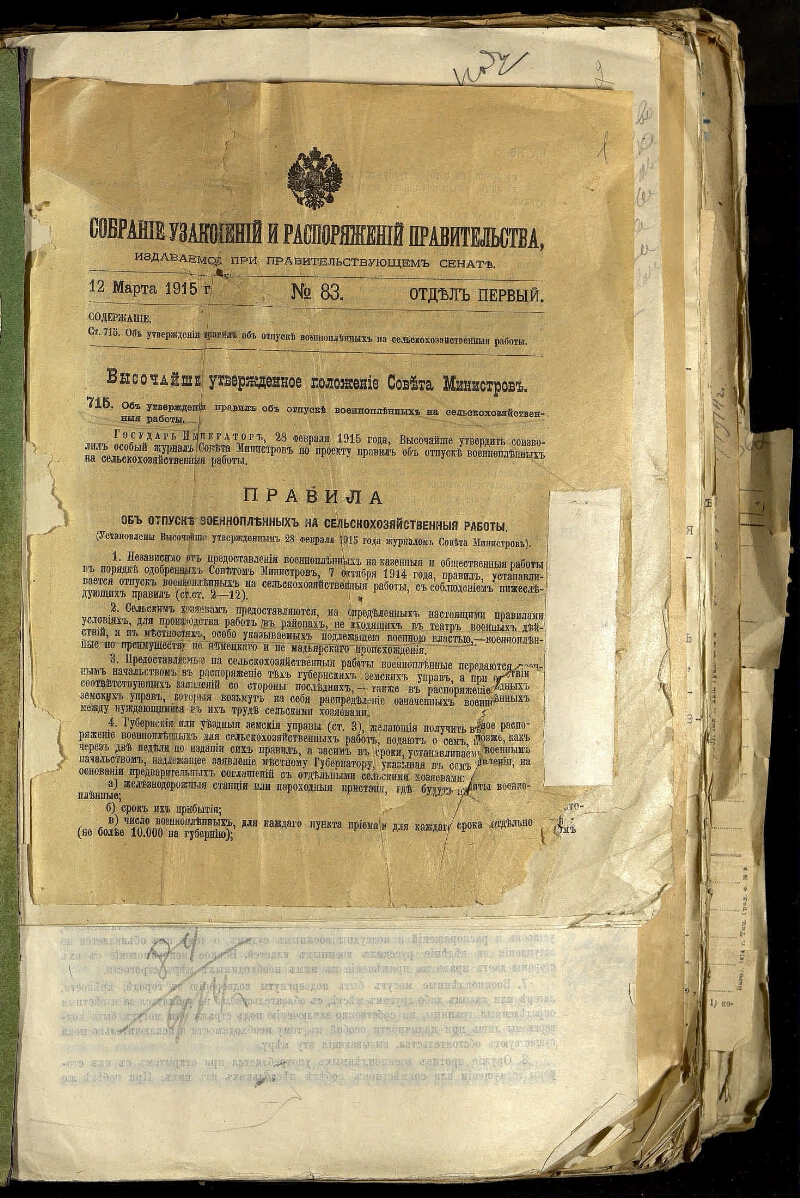 СОБРАНІЕ УЗАКОНЕНІЙ И РАСПОРЯЖЕНІЙ ПРАВИТЕЛЬСТВА,
ИЗДАВАЕМОЕ ПРИ ПРАВИТЕЛЬСТВУЮЩЕМЪ СЕНАТѢ.
12 Марта 1915 г
№ 83.
ОТДѢЛЪ ПЕРВЫЙ.
СОДЕРЖАНІЕ.
Ст. 715. Объ утвержденіи правилъ объ отпускѣ военноплѣнныхъ на сельскохозяйственныя работы.
Высочайше утвержденное положеніе Совѣта Министровъ.
715. Объ утвержденіи правилъ объ отпускѣ военноплѣнныхъ на сельскохозяйствен-
ныя работы.
Государь Императоръ, 28 февраля 1915 года, Высочайше утвердить соизво-
лилъ особый журналъ Совѣта Министровъ по проекту правилъ объ отпускѣ военноплѣнныхъ
на сельскохозяйственныя работы.
ПРАВИЛА
ОБЪ ОТПУСКѢ ВОЕННОПЛѢННЫХЪ НА СЕЛЬСКОХОЗЯЙСТВЕННЫЯ РАБОТЫ.
(Установлены Высочайше утвержденнымъ 28 февраля 1915 года журналомъ Совѣта Министровъ).
1. Независимо отъ предоставленія военноплѣнныхъ на казенныя и общественныя работы
въ порядкѣ одобренныхъ Совѣтомъ Министровъ, 7 октября 1914 года, правилъ, устанавли-
вается отпускъ военноплѣнныхъ на сельскохозяйственныя работы, съ соблюденіемъ нижеслѣ-
дующихъ правилъ (ст.ст. 2—12).
2. Сельскимъ хозяевамъ предоставляются, на опредѣленныхъ настоящими правилами
условіяхъ, для производства работъ въ районахъ, не входящихъ въ театръ военныхъ дѣй-
ствій, и въ мѣстностяхъ, особо указываемыхъ подлежащею военною властью,—военноплѣн-
ные по преимуществу не нѣмецкаго и не мадьярскаго происхожденія.
3. Предоставляемые на сельскохозяйственныя работы военноплѣнные передаются
нымъ начальствомъ въ распоряженіе тѣхъ губернскихъ земскихъ управъ, а при ствіи
соотвѣтствующихъ заявленій со стороны послѣднихъ,— также въ распоряженіе здныхъ
земскихъ управъ, которыя возьмутъ на себя распредѣленіе означенныхъ военно ѣнныхъ
между нуждающимися въ ихъ трудѣ сельскими хозяевами.
4. Губернскія или уѣздныя земскія управы (ст. 3), желающія получить въ свое распо-
ряженіе военноплѣнныхъ для сельскохозяйственныхъ работъ, подаютъ о семъ, позже, какъ
черезъ двѣ недѣли по изданіи сихъ правилъ, а засимъ въ сроки, устанавливаем военнымъ
начальствомъ, надлежащее заявленіе мѣстному Губернатору, указывая въ семъ явленіи, на
основаніи предварительныхъ соглашеній съ отдѣльными сельскими хозяевами:
а) желѣзнодорожныя станціи или пароходныя пристани, гдѣ будутъ няты военно-
плѣнные;
б) срокъ ихъ прибытія;
в) число военноплѣнныхъ, для каждаго пункта пріема и для каждаго срока отдѣльно
(не болѣе 10.000 на губернію);